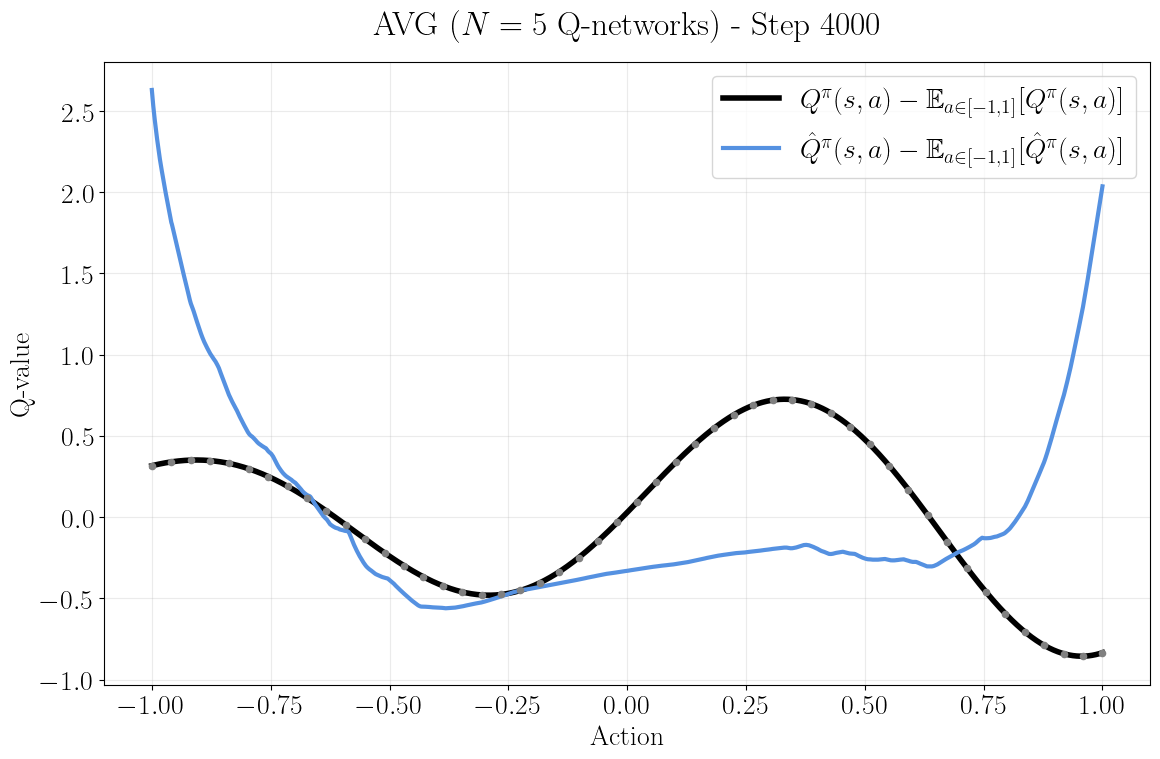 AVG (N = 5 Q-networks) - Step 4000
Q^π(s, a) − 𝔼_{a∈[−1,1]}[Q^π(s, a)]
Q̂^π(s, a) − 𝔼_{a∈[−1,1]}[Q̂^π(s, a)]
Q-value
2.5
2.0
1.5
1.0
0.5
0.0
−0.5
−1.0
−1.00 −0.75 −0.50 −0.25 0.00 0.25 0.50 0.75 1.00
Action